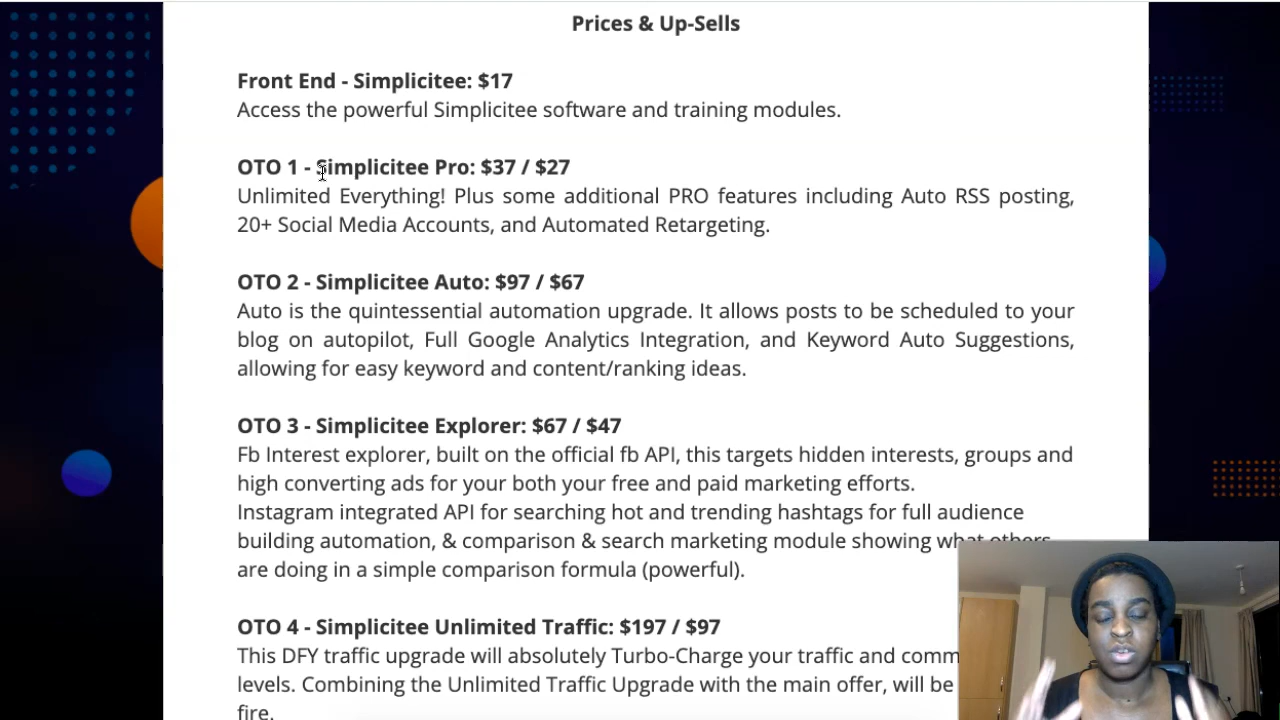 Prices & Up-Sells
Front End - Simplicitee: $17
Access the powerful Simplicitee software and training modules.
OTO 1 - Simplicitee Pro: $37 / $27
Unlimited Everything! Plus some additional PRO features including Auto RSS posting,
20+ Social Media Accounts, and Automated Retargeting.
OTO 2 - Simplicitee Auto: $97 / $67
Auto is the quintessential automation upgrade. It allows posts to be scheduled to your
blog on autopilot, Full Google Analytics Integration, and Keyword Auto Suggestions,
allowing for easy keyword and content/ranking ideas.
OTO 3 - Simplicitee Explorer: $67 / $47
Fb Interest explorer, built on the official fb API, this targets hidden interests, groups and
high converting ads for your both your free and paid marketing efforts.
Instagram integrated API for searching hot and trending hashtags for full audience
building automation, & comparison & search marketing module showing what others
are doing in a simple comparison formula (powerful).
OTO 4 - Simplicitee Unlimited Traffic: $197 / $97
This DFY traffic upgrade will absolutely Turbo-Charge your traffic and comm
levels. Combining the Unlimited Traffic Upgrade with the main offer, will be
fire.